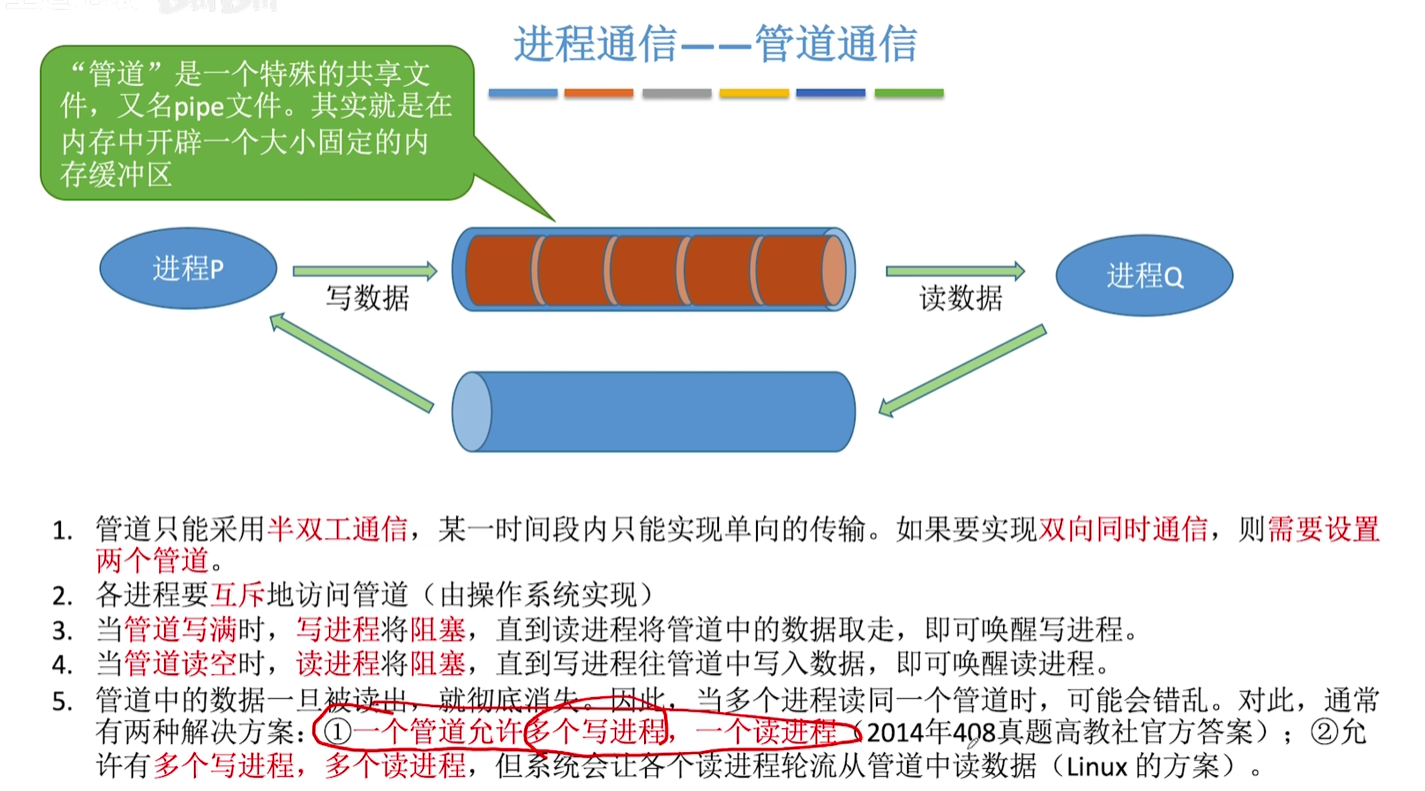 进程通信——管道通信
“管道”是一个特殊的共享文
件，又名pipe文件。其实就是在
内存中开辟一个大小固定的内
存缓冲区
进程P
写数据
读数据
进程Q
1. 管道只能采用半双工通信，某一时间段内只能实现单向的传输。如果要实现双向同时通信，则需要设置
两个管道。
2. 各进程要互斥地访问管道（由操作系统实现）
3. 当管道写满时，写进程将阻塞，直到读进程将管道中的数据取走，即可唤醒写进程。
4. 当管道读空时，读进程将阻塞，直到写进程往管道中写入数据，即可唤醒读进程。
5. 管道中的数据一旦被读出，就彻底消失。因此，当多个进程读同一个管道时，可能会错乱。对此，通常
有两种解决方案：①一个管道允许多个写进程，一个读进程（2014年408真题高教社官方答案）；②允
许有多个写进程，多个读进程，但系统会让各个读进程轮流从管道中读数据（Linux 的方案）。